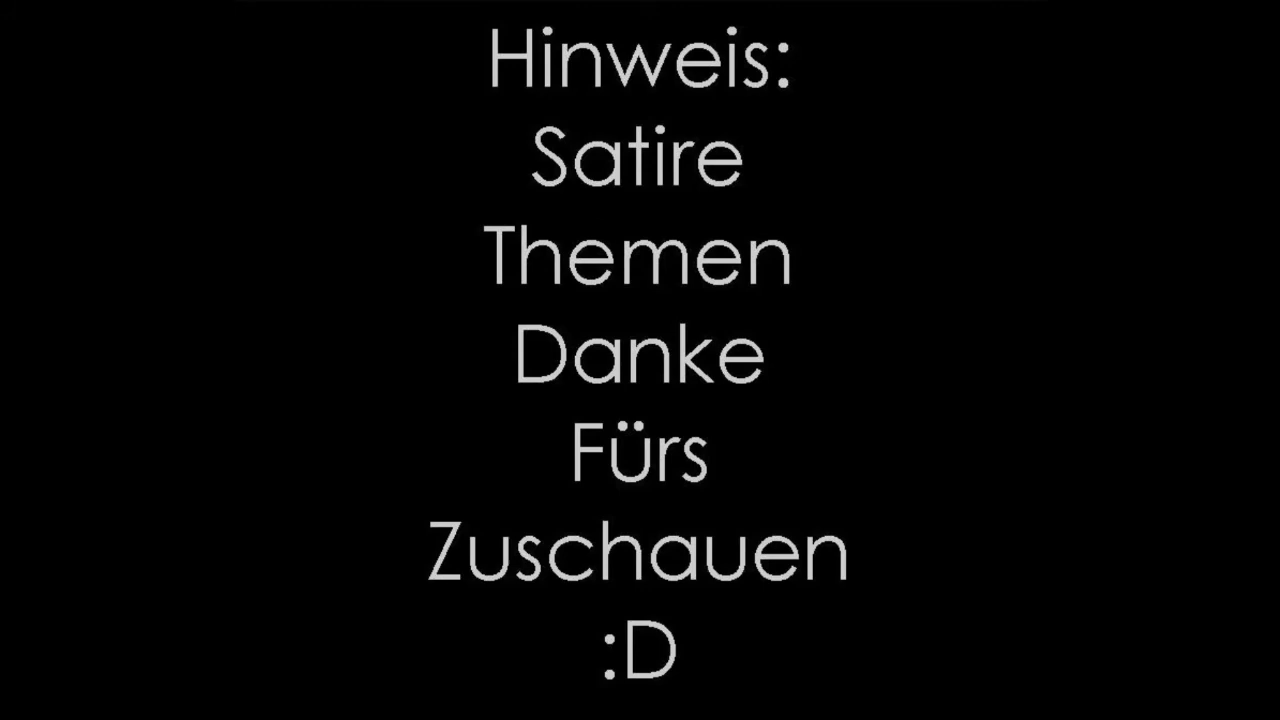 Hinweis:
Satire
Themen
Danke
Fürs
Zuschauen
:D